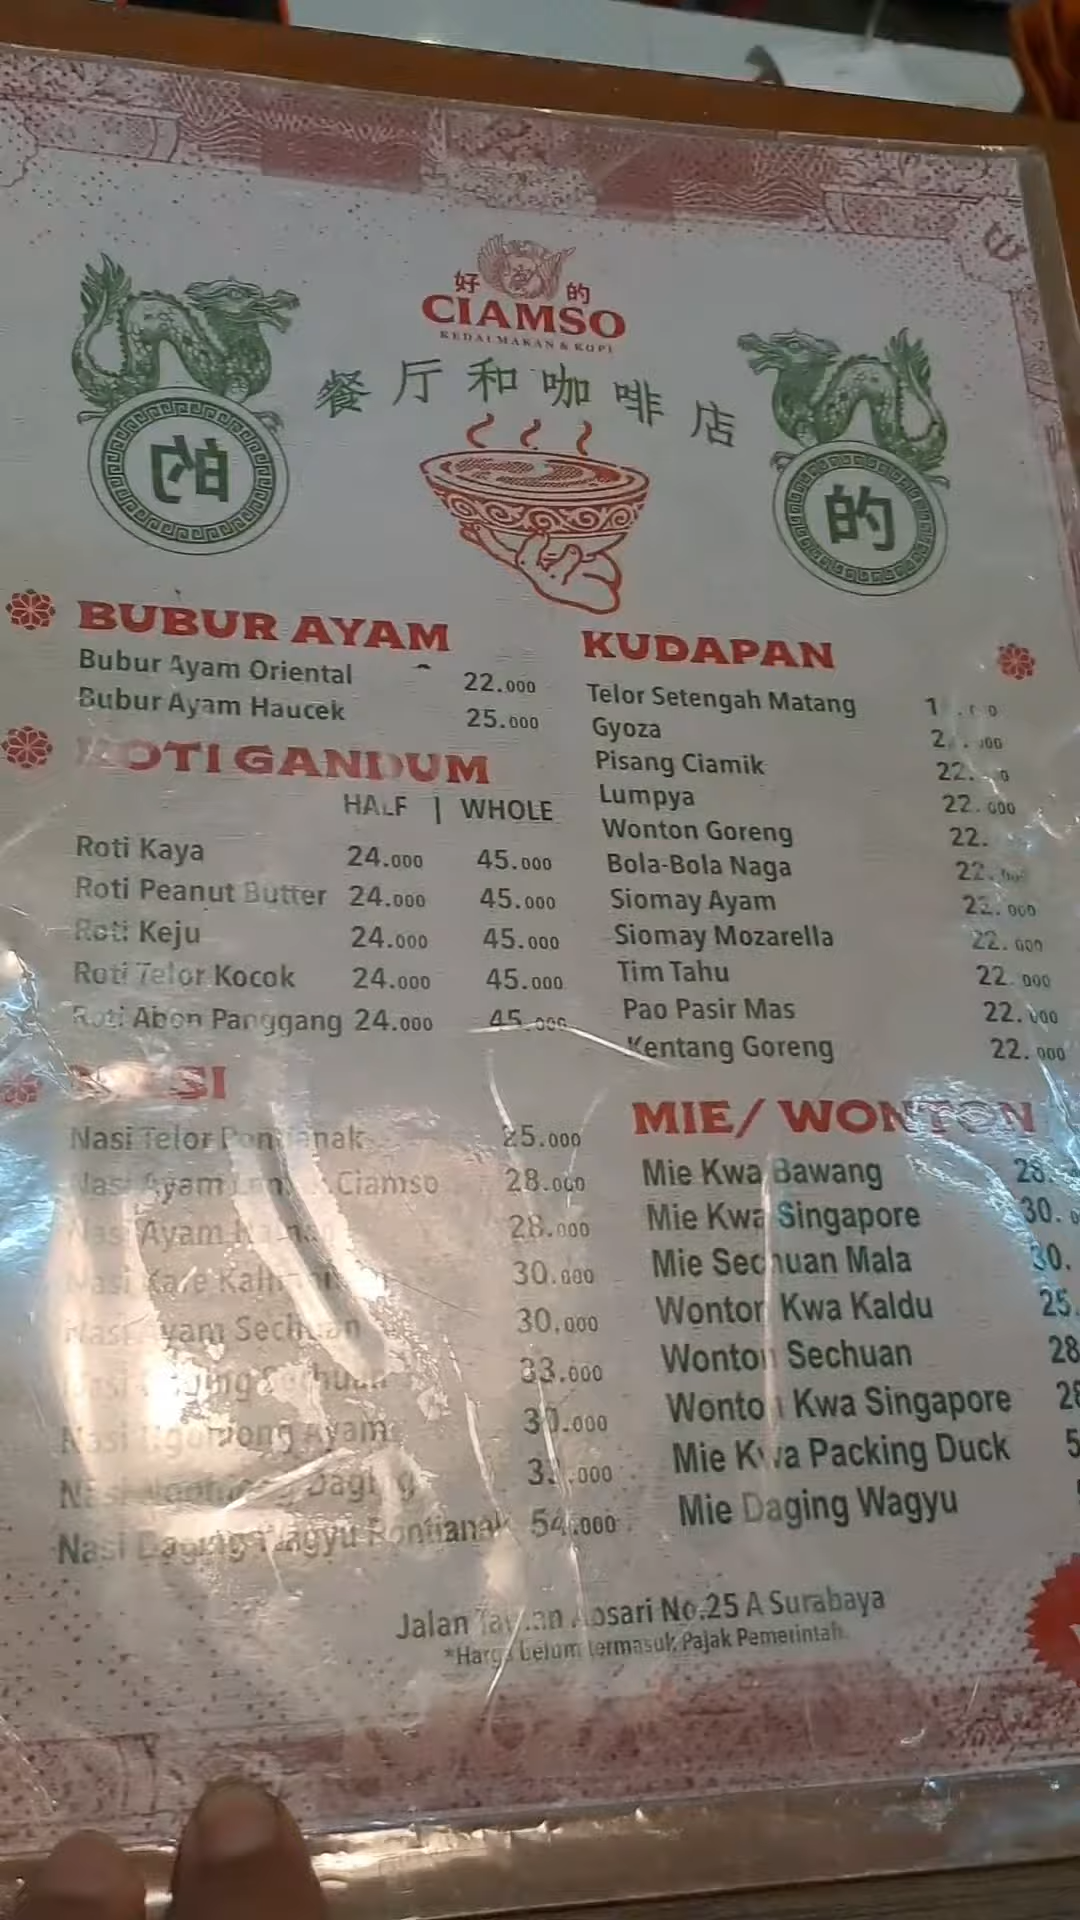 好 的
CIAMSO
KEDAI MAKAN & KOPI
餐厅和咖啡店
的
BUBUR AYAM
Bubur Ayam Oriental 22.000
Bubur Ayam Haucek 25.000
ROTI GANDUM
HALF | WHOLE
Roti Kaya 24.000 45.000
Roti Peanut Butter 24.000 45.000
Roti Keju 24.000 45.000
Roti Telor Kocok 24.000 45.000
Roti Abon Panggang 24.000 45.000
NASI
Nasi Telor Pontianak 25.000
Nasi Ayam Ciamso 28.000
Nasi Ayam 28.000
Nasi Kare 30.000
Nasi Ayam Sechuan 30.000
Nasi Daging Sechuan 33.000
Nasi Ayam 30.000
Nasi Daging
Nasi Daging Wagyu Pontianak 54.000
KUDAPAN
Telor Setengah Matang
Gyoza
Pisang Ciamik 22.
Lumpya 22.000
Wonton Goreng 22.
Bola-Bola Naga 22.000
Siomay Ayam 22.000
Siomay Mozarella 22.000
Tim Tahu 22.000
Pao Pasir Mas 22.000
Kentang Goreng 22.000
MIE/ WONTON
Mie Kwa Bawang 28.
Mie Kwa Singapore 30.
Mie Sechuan Mala 30.
Wonton Kwa Kaldu 25.
Wonton Sechuan 28
Wonton Kwa Singapore 28
Mie Kwa Packing Duck 5
Mie Daging Wagyu
Jalan Apsari No.25 A Surabaya
*Harga belum termasuk Pajak Pemerintah.